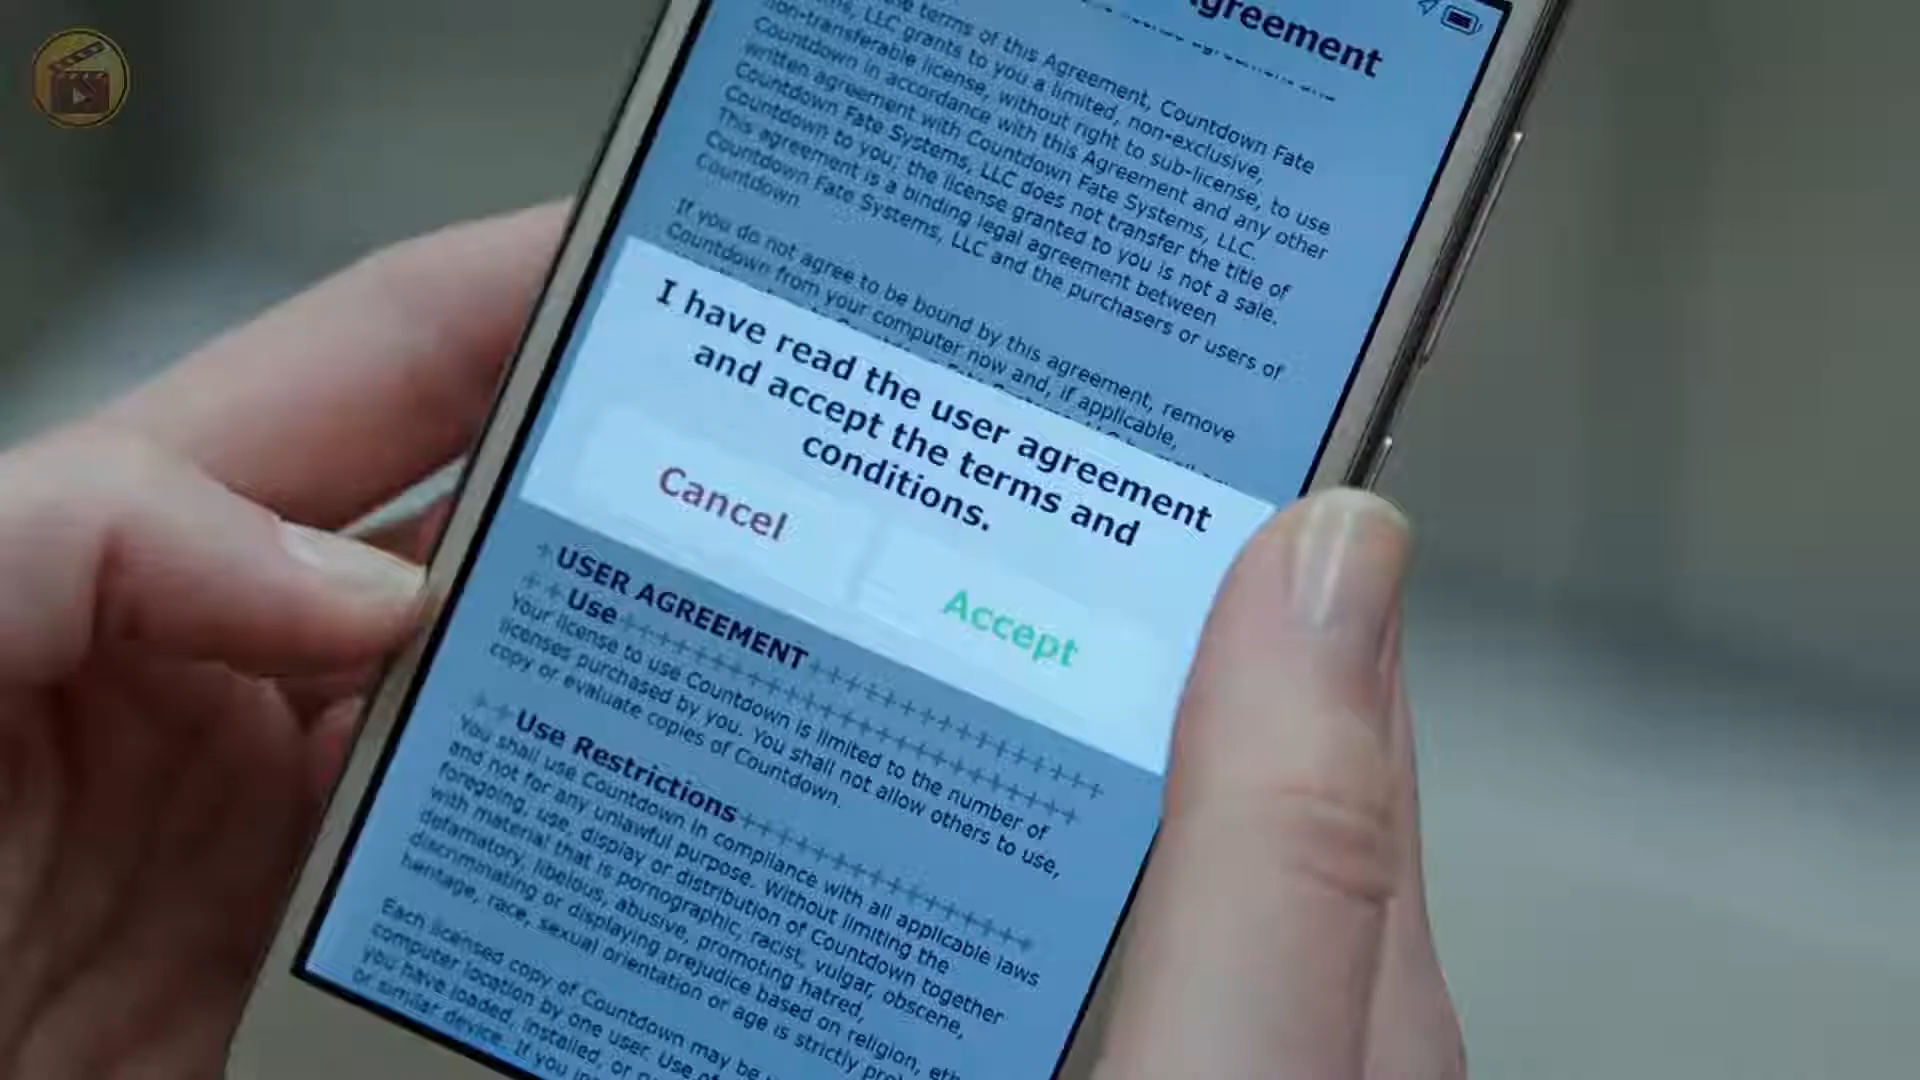 greement
the terms of this Agreement, Countdown Fate
LLC grants to you a limited, non-exclusive,
non-transferable license, without right to sub-license, to use
Countdown in accordance with this Agreement and any other
written agreement with Countdown Fate Systems, LLC.
Countdown Fate Systems, LLC does not transfer the title of
Countdown to you; the license granted to you is not a sale.
This agreement is a binding legal agreement between
Countdown Fate Systems, LLC and the purchasers or users of
Countdown
If you do not agree to be bound by this agreement, remove
Countdown from your computer now and, if applicable,
I have read the user agreement
and accept the terms and
conditions.
Cancel
Accept
USER AGREEMENT
Use
Your license to use Countdown is limited to the number of
licenses purchased by you. You shall not allow others to use,
copy or evaluate copies of Countdown.
Use Restrictions
You shall use Countdown in compliance with all applicable laws
and not for any unlawful purpose. Without limiting the
foregoing, use, display or distribution of Countdown together
with material that is pornographic, racist, vulgar, obscene,
defamatory, libelous, abusive, promoting hatred,
discriminating or displaying prejudice based on religion, eth
heritage, race, sexual orientation or age is strictly pro
Each licensed copy of Countdown may be
computer location by one user. Use of
you have loaded, installed, or
or similar device. If you